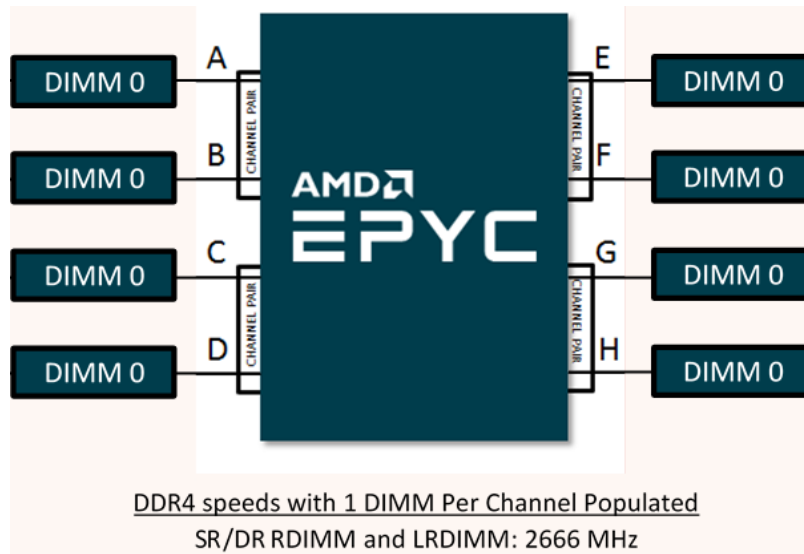 A
DIMM 0
B
DIMM 0
C
DIMM 0
D
DIMM 0
CHANNEL PAIR
CHANNEL PAIR
AMD
EPYC
CHANNEL PAIR
CHANNEL PAIR
E
DIMM 0
F
DIMM 0
G
DIMM 0
H
DIMM 0
DDR4 speeds with 1 DIMM Per Channel Populated
SR/DR RDIMM and LRDIMM: 2666 MHz